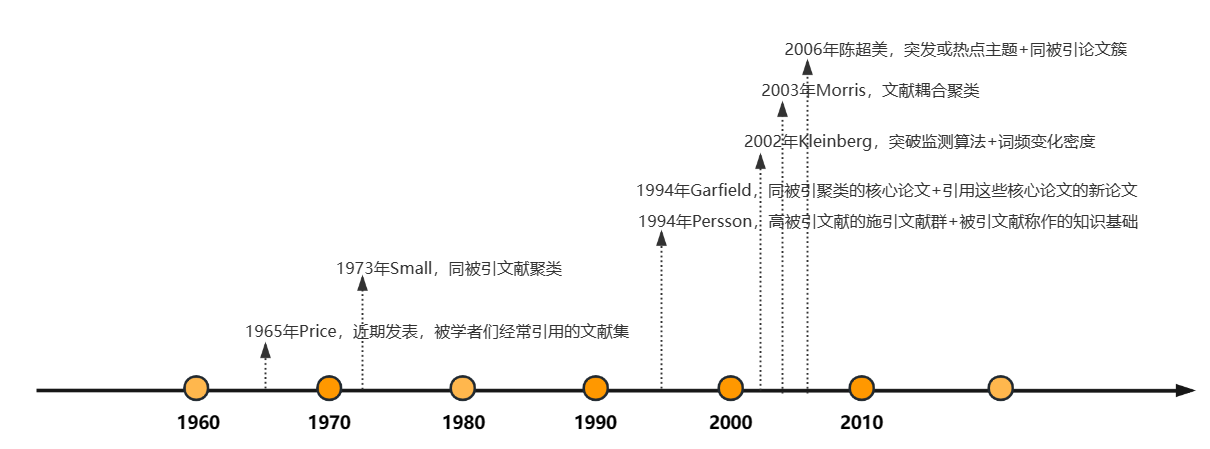 2006年陈超美，突发或热点主题+同被引论文簇
2003年Morris，文献耦合聚类
2002年Kleinberg，突破监测算法+词频变化密度
1994年Garfield，同被引聚类的核心论文+引用这些核心论文的新论文
1994年Persson，高被引文献的施引文献群+被引文献称作的知识基础
1973年Small，同被引文献聚类
1965年Price，近期发表，被学者们经常引用的文献集
1960 1970 1980 1990 2000 2010